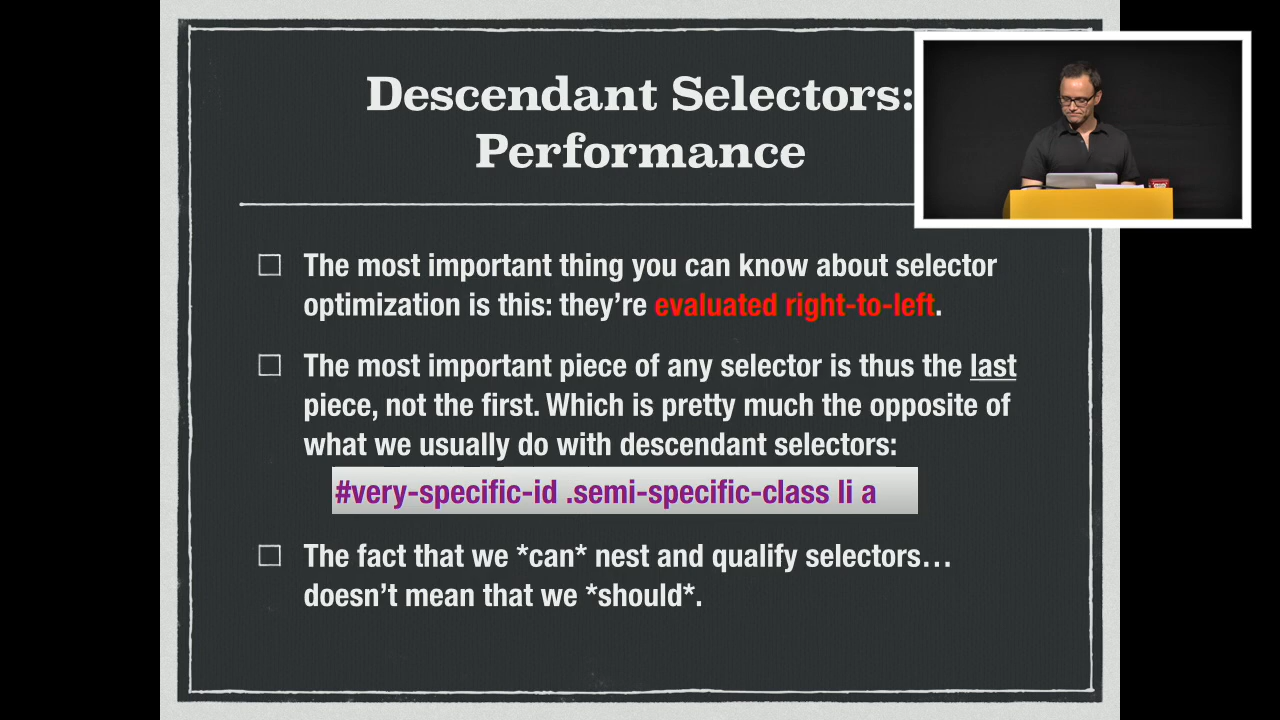 Descendant Selectors:
Performance
The most important thing you can know about selector
optimization is this: they’re evaluated right-to-left.
The most important piece of any selector is thus the last
piece, not the first. Which is pretty much the opposite of
what we usually do with descendant selectors:
#very-specific-id .semi-specific-class li a
The fact that we *can* nest and qualify selectors…
doesn’t mean that we *should*.